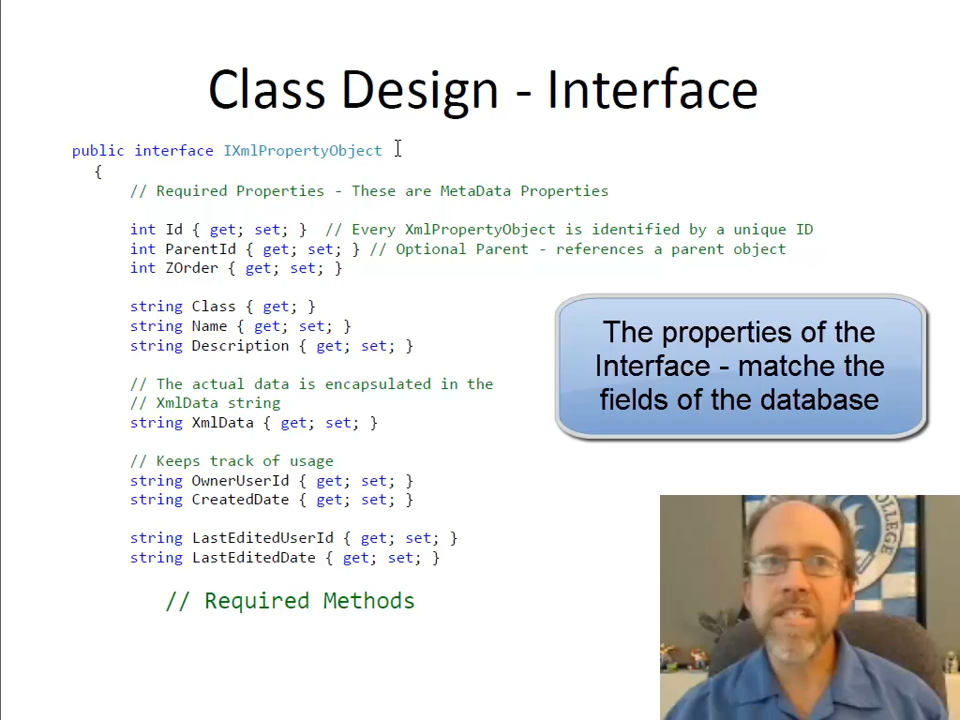 Class Design - Interface
public interface IXmlPropertyObject
{
// Required Properties - These are MetaData Properties
int Id { get; set; } // Every XmlPropertyObject is identified by a unique ID
int ParentId { get; set; } // Optional Parent - references a parent object
int ZOrder { get; set; }
string Class { get; }
string Name { get; set; }
string Description { get; set; }
// The actual data is encapsulated in the
// XmlData string
string XmlData { get; set; }
// Keeps track of usage
string OwnerUserId { get; set; }
string CreatedDate { get; set; }
string LastEditedUserId { get; set; }
string LastEditedDate { get; set; }
// Required Methods
The properties of the
Interface - matche the
fields of the database
COLLEGE